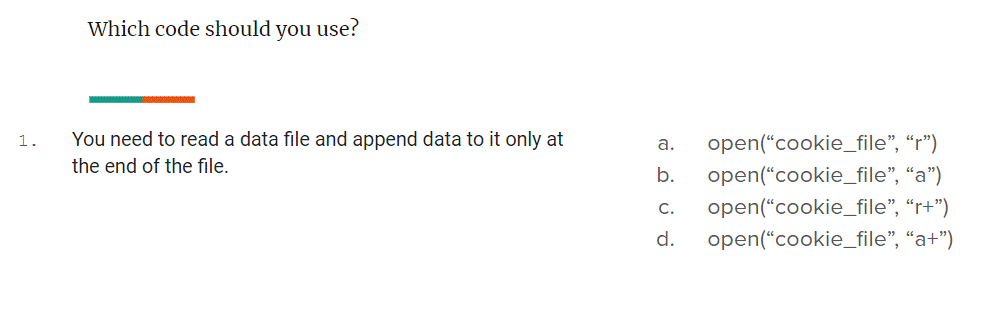 Which code should you use?
1. You need to read a data file and append data to it only at
the end of the file.
a. open(“cookie_file”, “r”)
b. open(“cookie_file”, “a”)
c. open(“cookie_file”, “r+”)
d. open(“cookie_file”, “a+”)